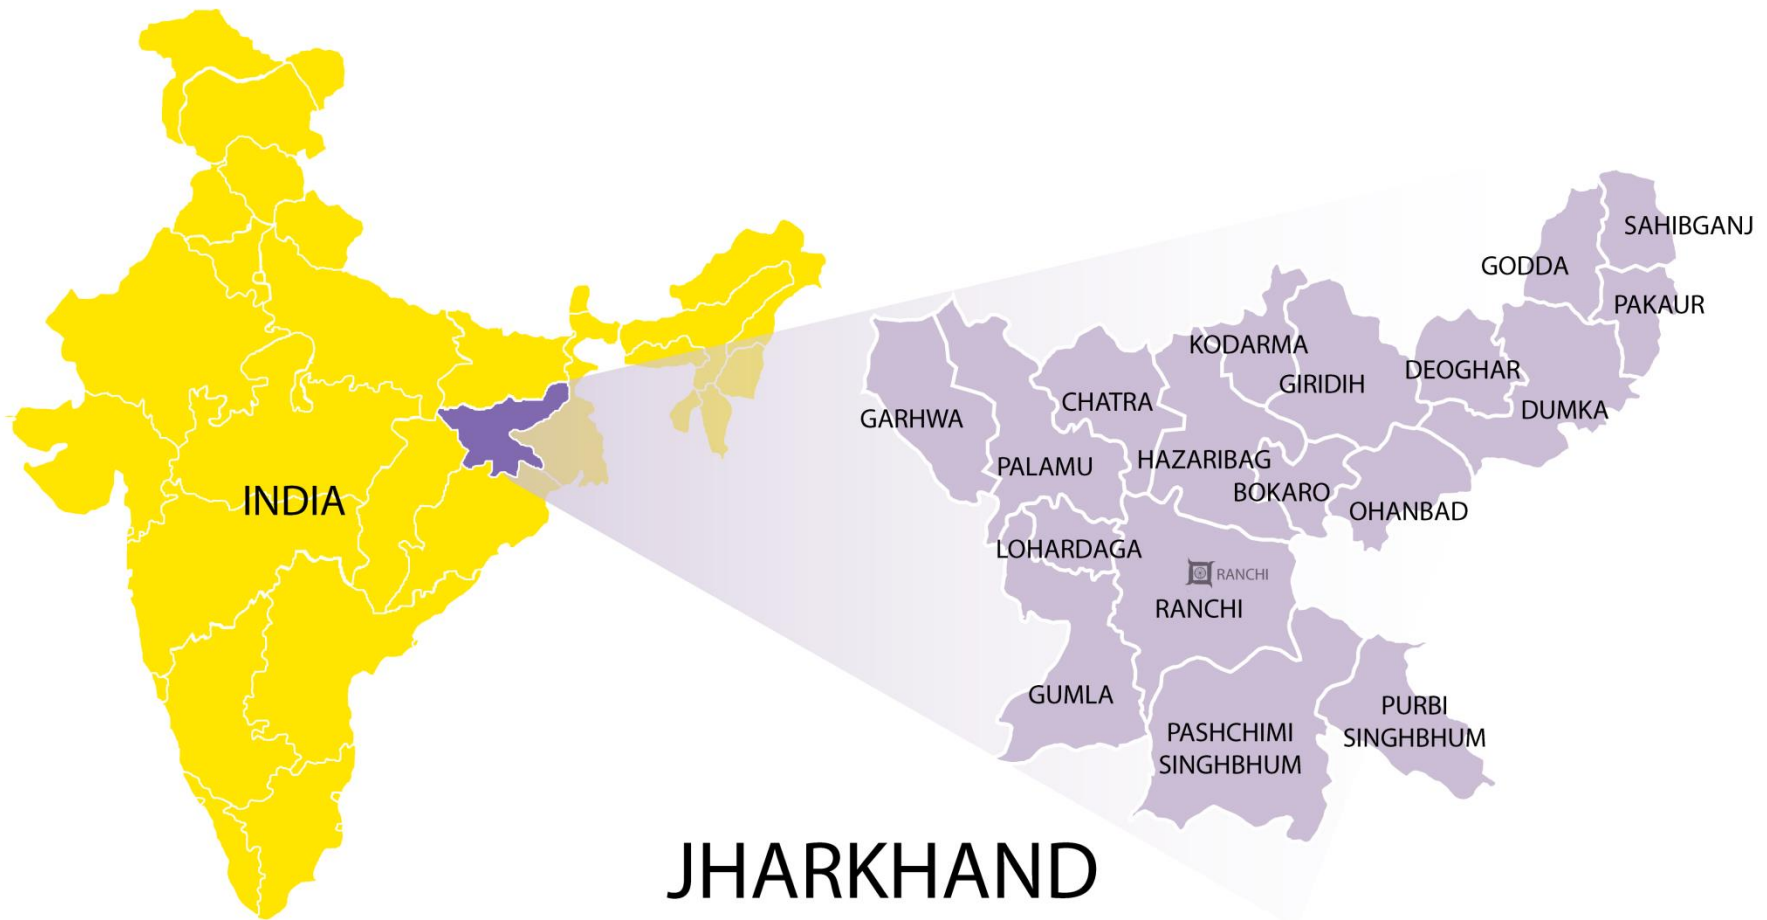 SAHIBGANJ
GODDA
PAKAUR
KODARMA
GIRIDIH
DEOGHAR
CHATRA
DUMKA
GARHWA
PALAMU
HAZARIBAG
BOKARO
OHANBAD
INDIA
LOHARDAGA
RANCHI
RANCHI
GUMLA
PASHCHIMI
SINGHBHUM
PURBI
SINGHBHUM
JHARKHAND